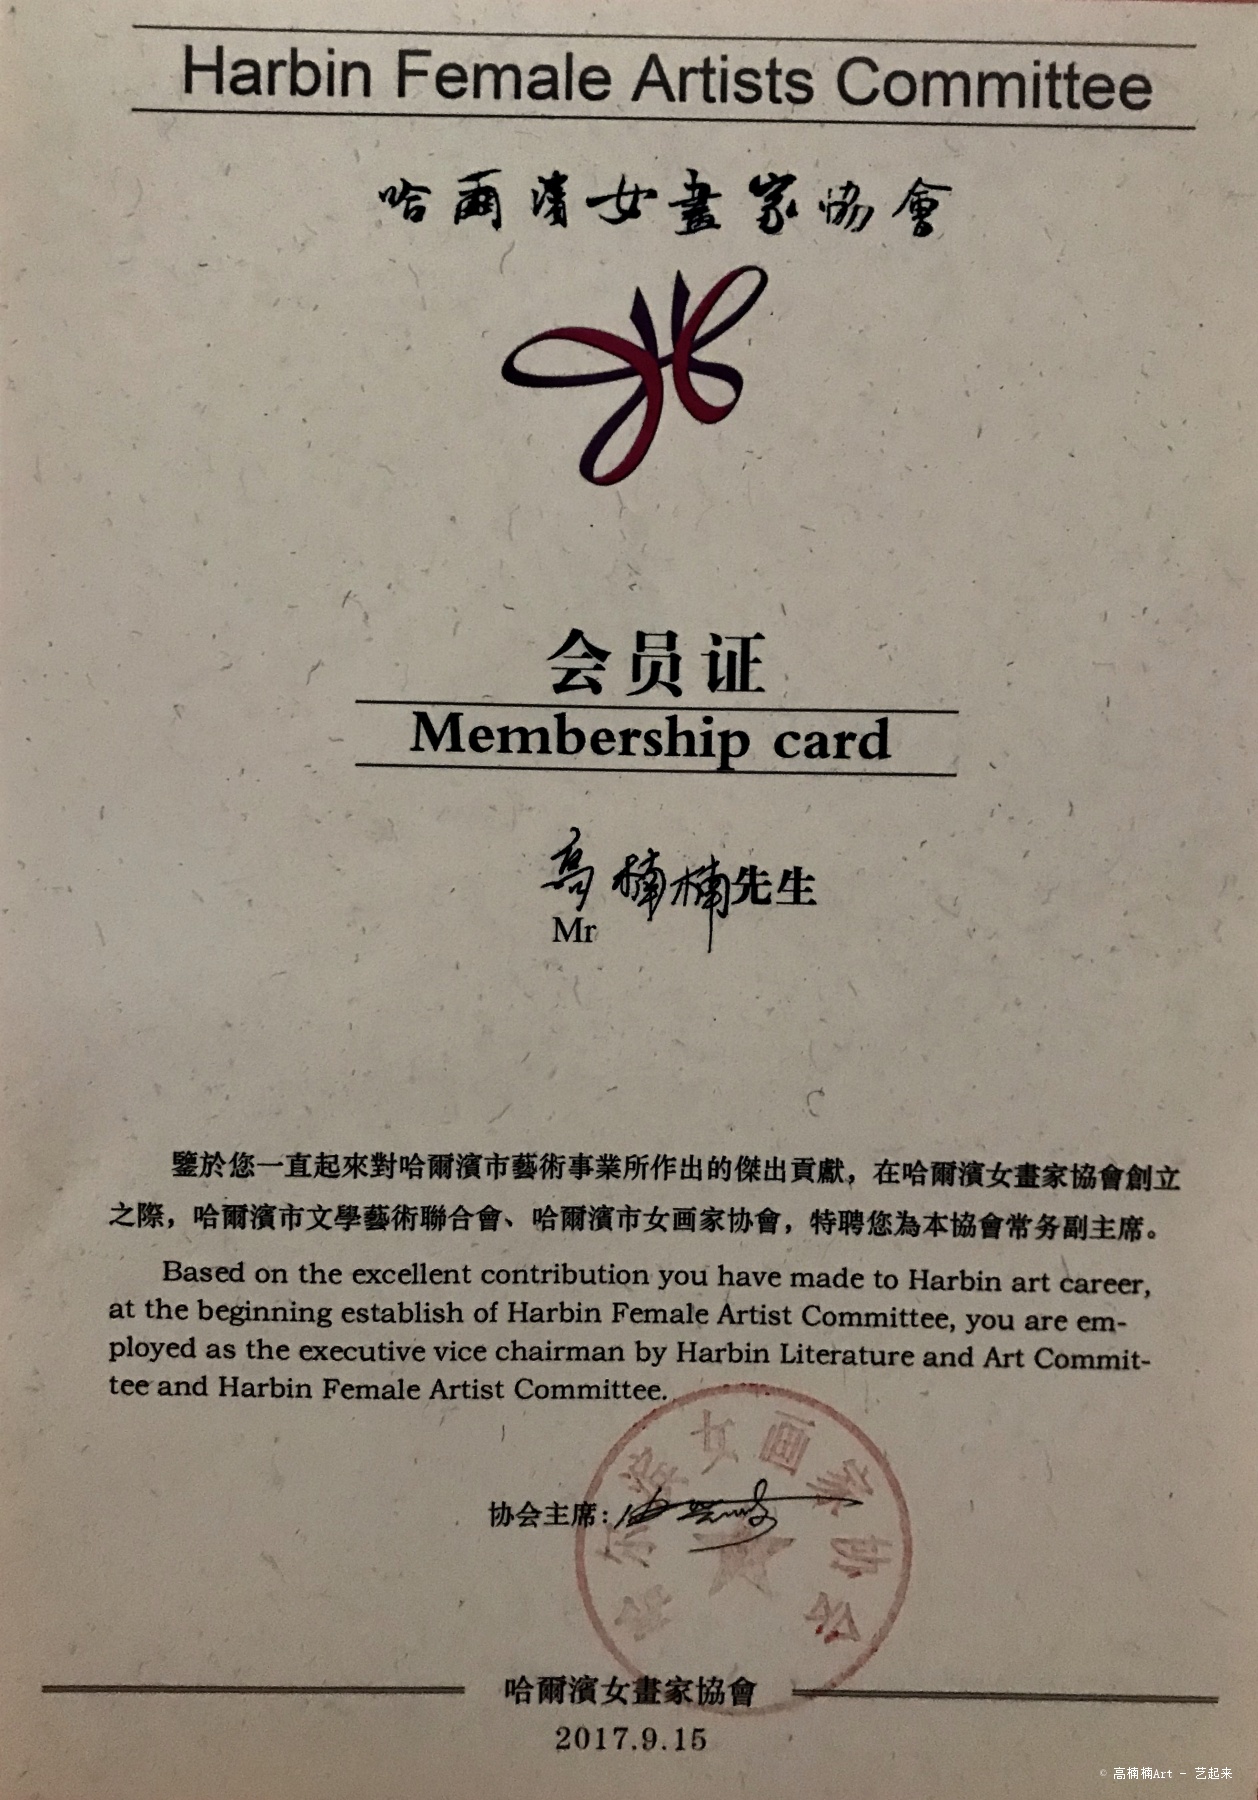 Harbin Female Artists Committee
哈爾濱女畫家協會
会员证
Membership card
高楠楠先生
Mr
鑒於您一直起來對哈爾濱市藝術事業所作出的傑出貢獻，在哈爾濱女畫家協會創立
之際，哈爾濱市文學藝術聯合會、哈爾濱市女画家协會，特聘您為本協會常务副主席。
Based on the excellent contribution you have made to Harbin art career,
at the beginning establish of Harbin Female Artist Committee, you are em-
ployed as the executive vice chairman by Harbin Literature and Art Commit-
tee and Harbin Female Artist Committee.
协会主席:
哈尔滨女画家协会
哈爾濱女畫家協會
2017.9.15
© 高楠楠Art - 艺起来